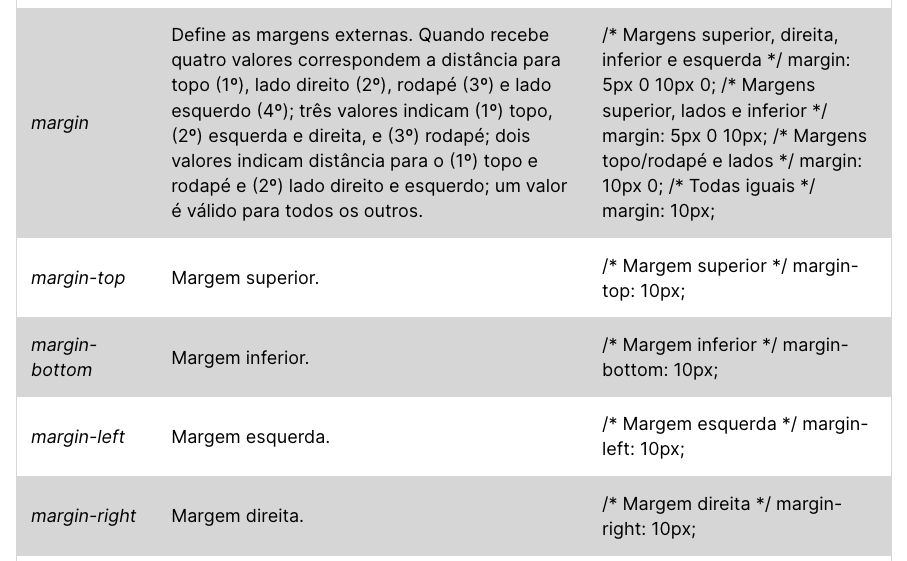 margin
Define as margens externas. Quando recebe
quatro valores correspondem a distância para
topo (1º), lado direito (2º), rodapé (3º) e lado
esquerdo (4º); três valores indicam (1º) topo,
(2º) esquerda e direita, e (3º) rodapé; dois
valores indicam distância para o (1º) topo e
rodapé e (2º) lado direito e esquerdo; um valor
é válido para todos os outros.
/* Margens superior, direita,
inferior e esquerda */ margin:
5px 0 10px 0; /* Margens
superior, lados e inferior */
margin: 5px 0 10px; /* Margens
topo/rodapé e lados */ margin:
10px 0; /* Todas iguais */
margin: 10px;
margin-top
Margem superior.
/* Margem superior */ margin-
top: 10px;
margin-
bottom
Margem inferior.
/* Margem inferior */ margin-
bottom: 10px;
margin-left
Margem esquerda.
/* Margem esquerda */ margin-
left: 10px;
margin-right
Margem direita.
/* Margem direita */ margin-
right: 10px;